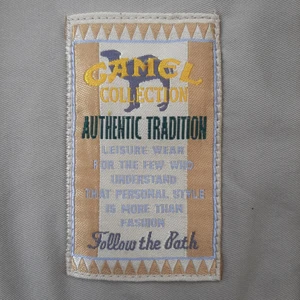 CAMEL
COLLECTION
AUTHENTIC TRADITION
LEISURE WEAR
FOR THE FEW WHO
UNDERSTAND
THAT PERSONAL STYLE
IS MORE THAN
FASHION
Follow the Path